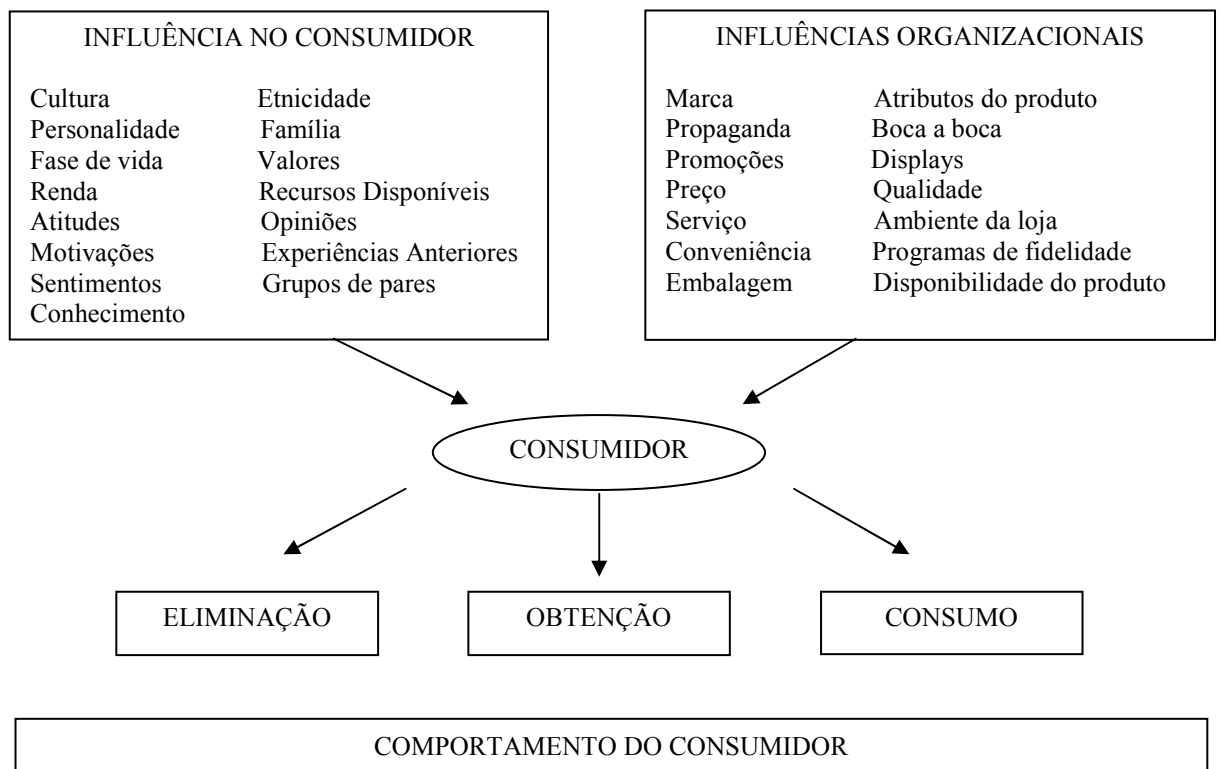 INFLUÊNCIA NO CONSUMIDOR
Cultura Etnicidade
Personalidade Família
Fase de vida Valores
Renda Recursos Disponíveis
Atitudes Opiniões
Motivações Experiências Anteriores
Sentimentos Grupos de pares
Conhecimento
INFLUÊNCIAS ORGANIZACIONAIS
Marca Atributos do produto
Propaganda Boca a boca
Promoções Displays
Preço Qualidade
Serviço Ambiente da loja
Conveniência Programas de fidelidade
Embalagem Disponibilidade do produto
CONSUMIDOR
ELIMINAÇÃO OBTENÇÃO CONSUMO
COMPORTAMENTO DO CONSUMIDOR